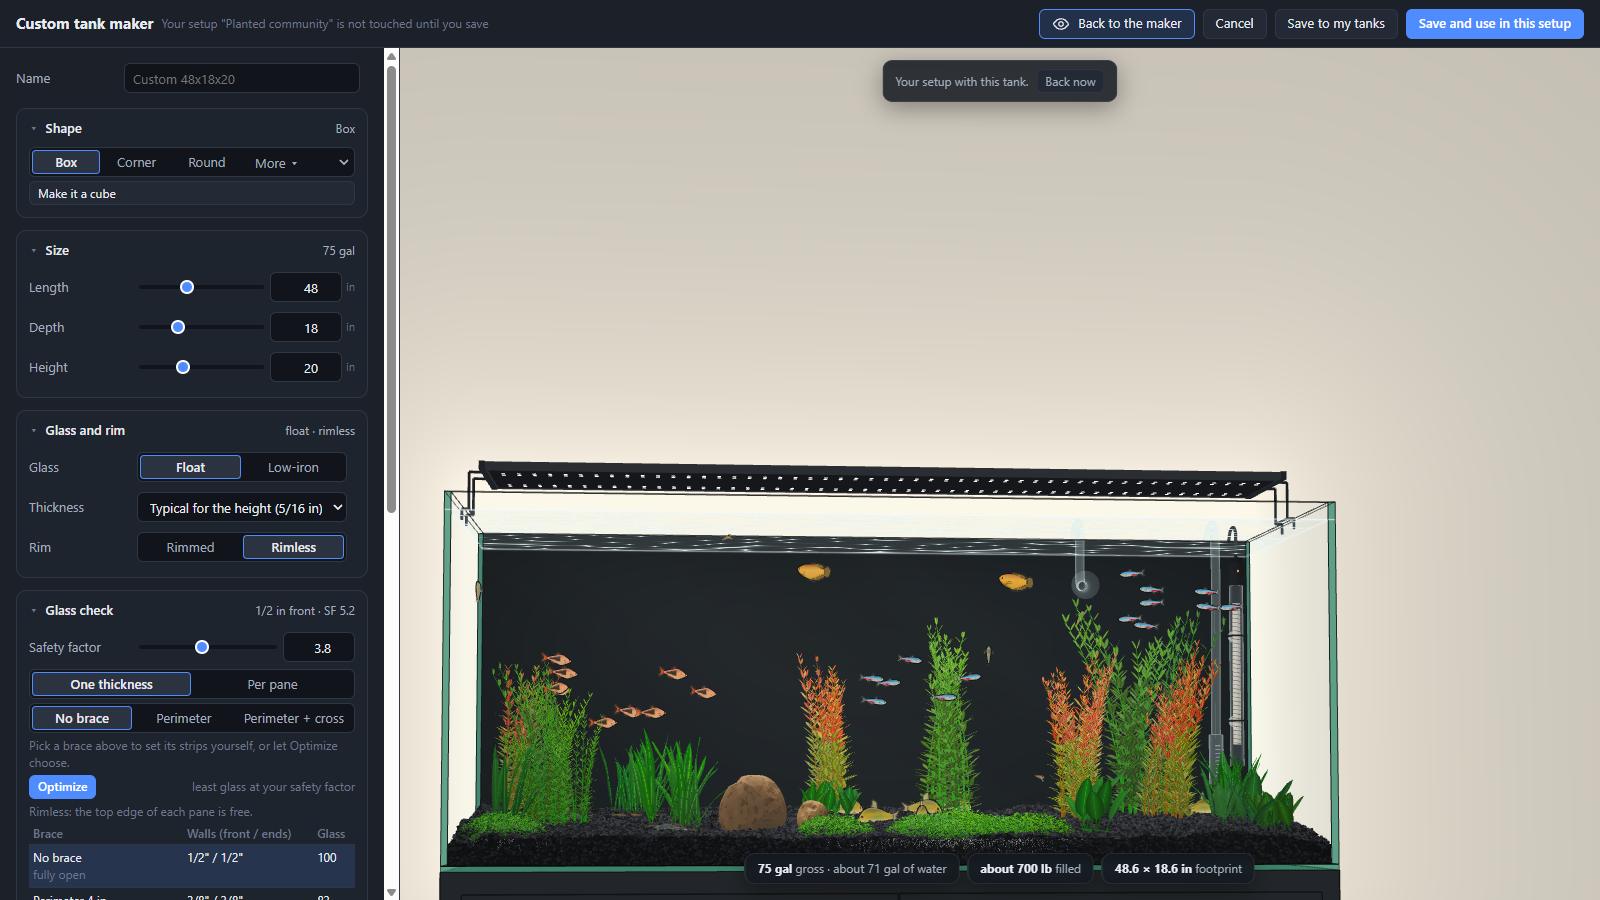 Custom tank maker
Your setup "Planted community" is not touched until you save
Back to the maker
Cancel
Save to my tanks
Save and use in this setup
Name
Custom 48x18x20
Your setup with this tank.
Back now
Shape
Box
Box
Corner
Round
More
Make it a cube
Size
75 gal
Length
48
in
Depth
18
in
Height
20
in
Glass and rim
float · rimless
Glass
Float
Low-iron
Thickness
Typical for the height (5/16 in)
Rim
Rimmed
Rimless
Glass check
1/2 in front · SF 5.2
Safety factor
3.8
One thickness
Per pane
No brace
Perimeter
Perimeter + cross
Pick a brace above to set its strips yourself, or let Optimize
choose.
Optimize
least glass at your safety factor
Rimless: the top edge of each pane is free.
Brace
Walls (front / ends)
Glass
No brace
1/2" / 1/2"
100
fully open
75 gal gross · about 71 gal of water
about 700 lb filled
48.6 × 18.6 in footprint